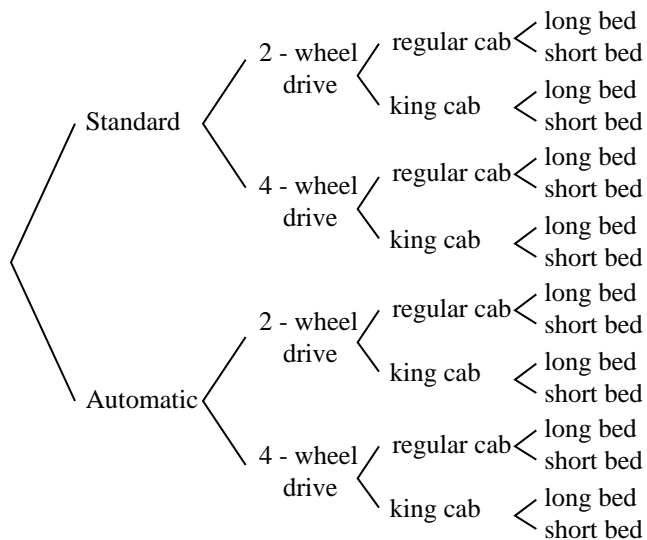 long bed
regular cab
short bed
2 - wheel
drive
long bed
king cab
short bed
Standard
long bed
regular cab
short bed
4 - wheel
drive
long bed
king cab
short bed
long bed
regular cab
short bed
2 - wheel
drive
long bed
king cab
short bed
Automatic
long bed
regular cab
short bed
4 - wheel
drive
long bed
king cab
short bed